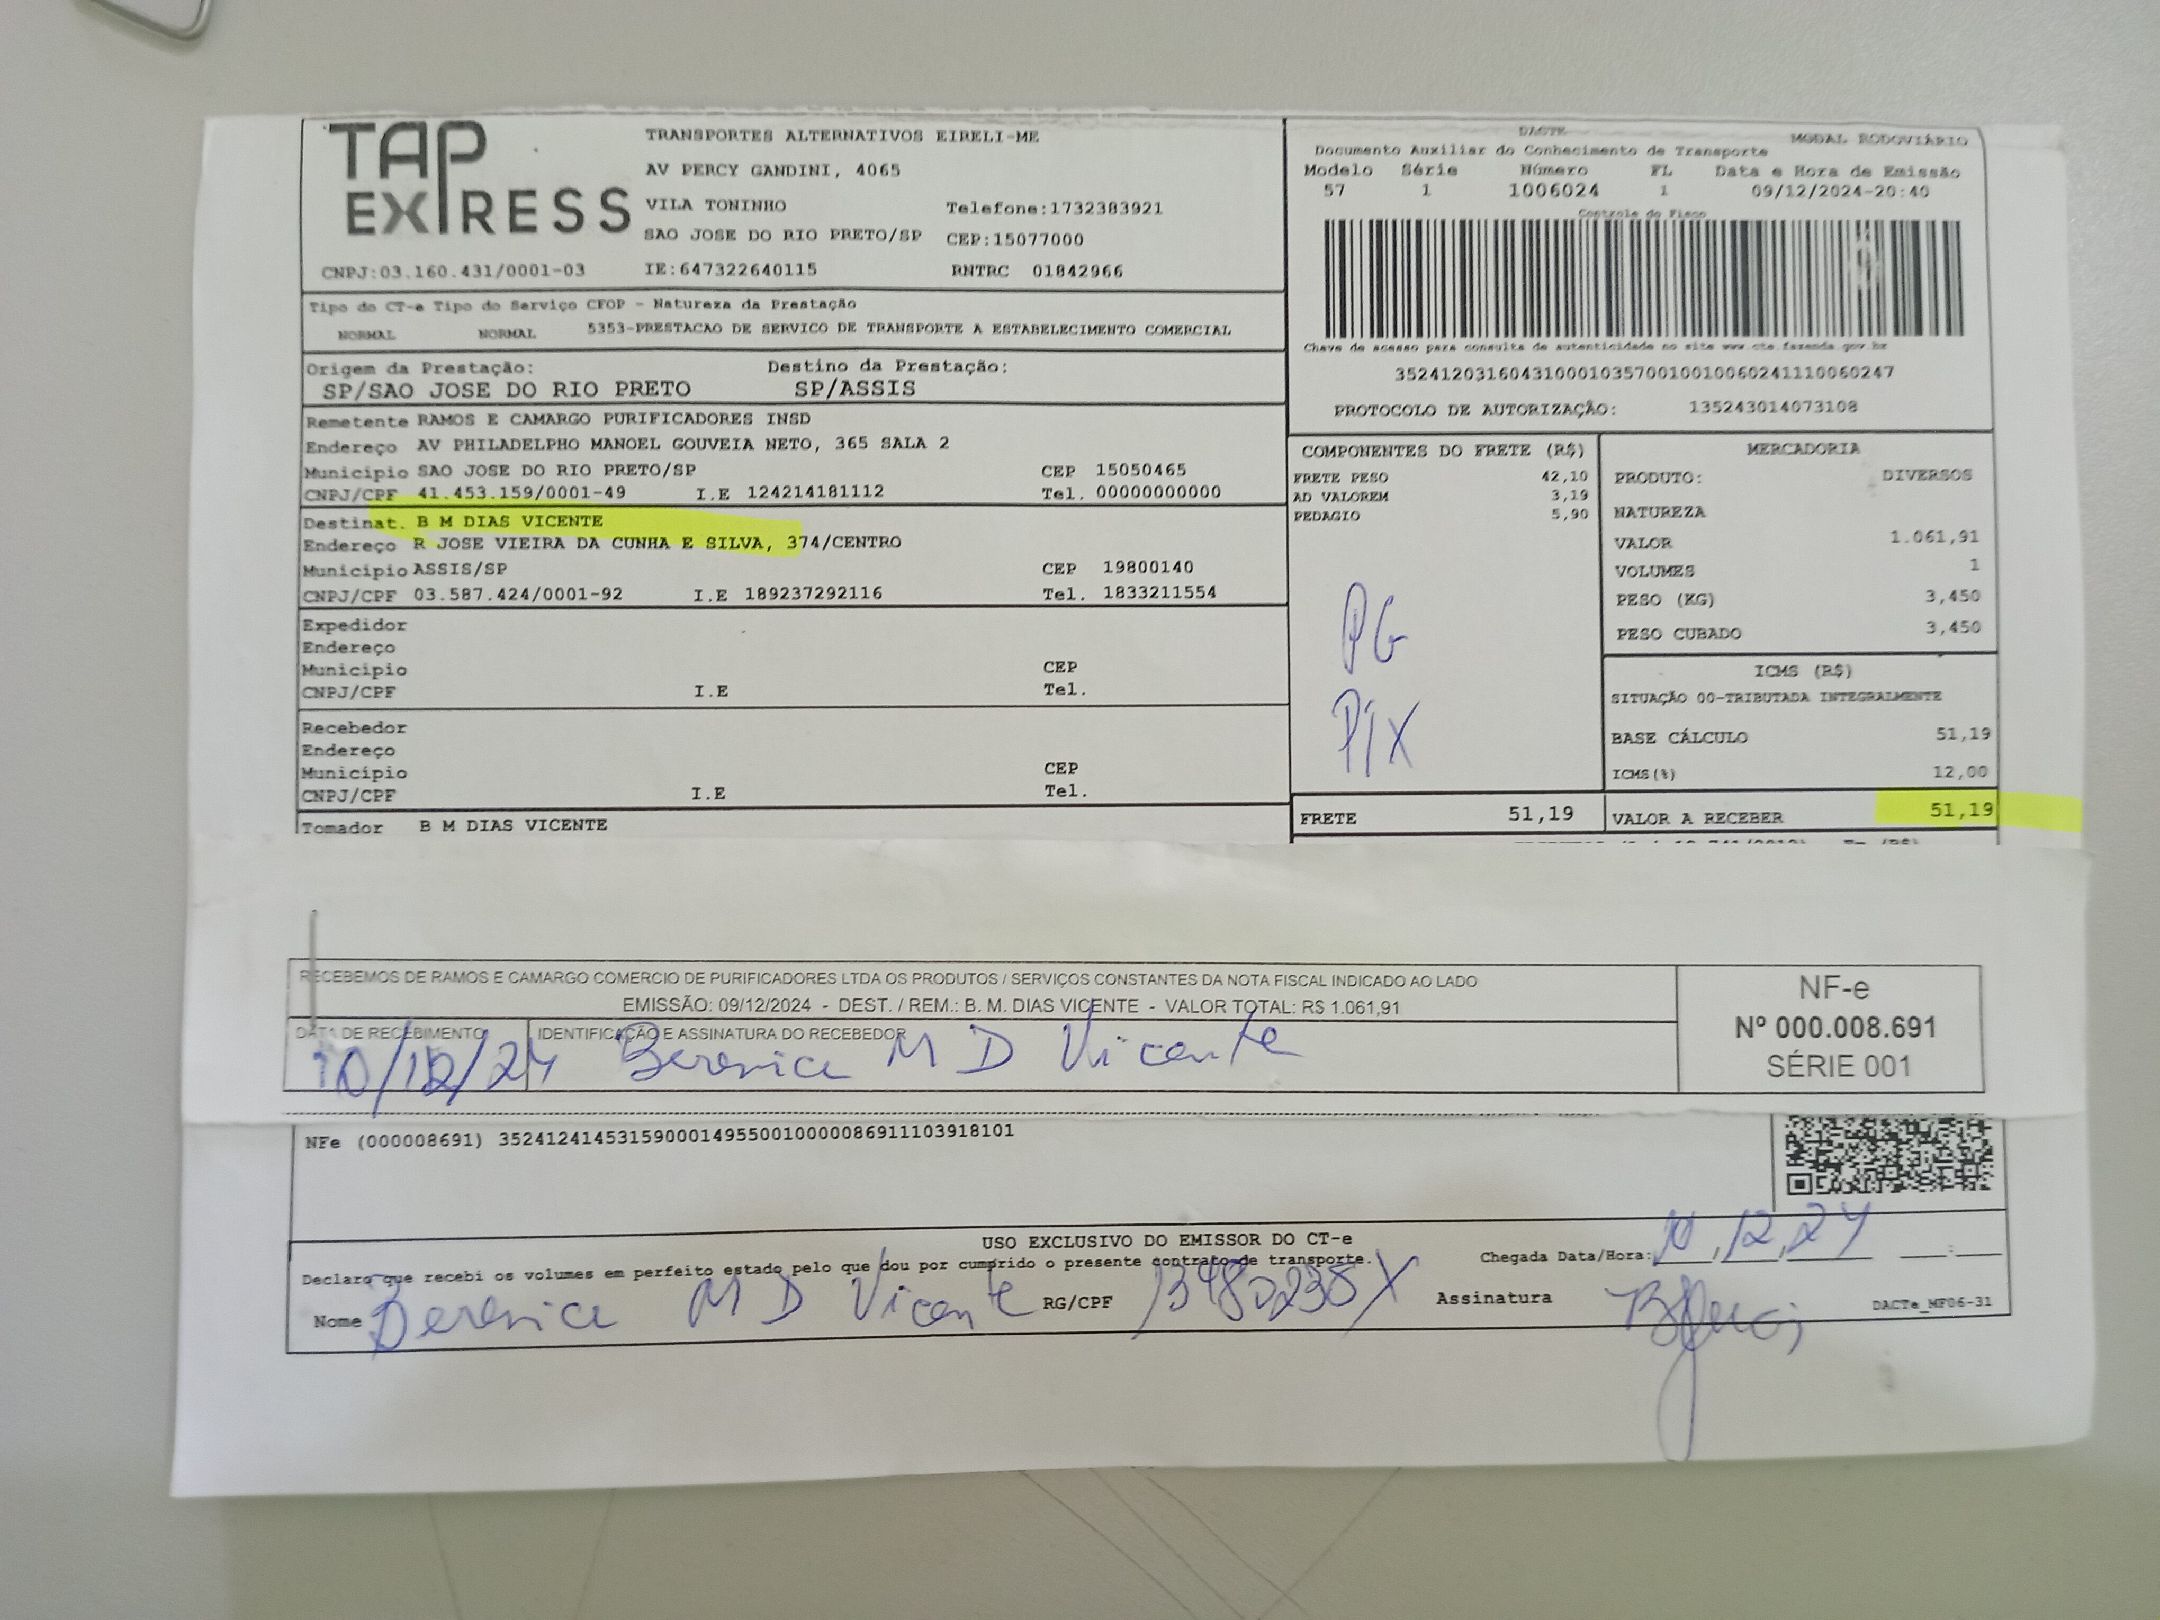 TAP EXPRESS
TRANSPORTES ALTERNATIVOS EIRELI-ME
AV PERCY GANDINI, 4065
VILA TONINHO Telefone:1732383921
SAO JOSE DO RIO PRETO/SP CEP:15077000
CNPJ:03.160.431/0001-03 IE:647322640115 RNTRC 01842966
Tipo do CT-e Tipo do Serviço CFOP - Natureza da Prestação
NORMAL NORMAL 5353-PRESTACAO DE SERVICO DE TRANSPORTE A ESTABELECIMENTO COMERCIAL
Origem da Prestação: Destino da Prestação:
SP/SAO JOSE DO RIO PRETO SP/ASSIS
Remetente RAMOS E CAMARGO PURIFICADORES INSD
Endereço AV PHILADELPHO MANOEL GOUVEIA NETO, 365 SALA 2
Município SAO JOSE DO RIO PRETO/SP CEP 15050465
CNPJ/CPF 41.453.159/0001-49 I.E 124214181112 Tel. 00000000000
Destinat. B M DIAS VICENTE
Endereço R JOSE VIEIRA DA CUNHA E SILVA, 374/CENTRO
Município ASSIS/SP CEP 19800140
CNPJ/CPF 03.587.424/0001-92 I.E 189237292116 Tel. 1833211554
Expedidor
Endereço
Município CEP
CNPJ/CPF I.E Tel.
Recebedor
Endereço
Município CEP
CNPJ/CPF I.E Tel.
Tomador B M DIAS VICENTE
DACTE MODAL RODOVIÁRIO
Documento Auxiliar do Conhecimento de Transporte
Modelo Série Número FL Data e Hora de Emissão
57 1 1006024 1 09/12/2024-20:40
Controle do Fisco
Chave de acesso para consulta de autenticidade no site www.cte.fazenda.gov.br
35241203160431000103570010010060241110060247
PROTOCOLO DE AUTORIZAÇÃO: 135243014073108
COMPONENTES DO FRETE (R$)
FRETE PESO 42,10
AD VALOREM 3,19
PEDAGIO 5,90
PG
PIX
MERCADORIA
PRODUTO: DIVERSOS
NATUREZA
VALOR 1.061,91
VOLUMES 1
PESO (KG) 3,450
PESO CUBADO 3,450
ICMS (R$)
SITUAÇÃO 00-TRIBUTADA INTEGRALMENTE
BASE CÁLCULO 51,19
ICMS(%) 12,00
FRETE 51,19 VALOR A RECEBER 51,19
RECEBEMOS DE RAMOS E CAMARGO COMERCIO DE PURIFICADORES LTDA OS PRODUTOS / SERVIÇOS CONSTANTES DA NOTA FISCAL INDICADO AO LADO
EMISSÃO: 09/12/2024 - DEST. / REM.: B. M. DIAS VICENTE - VALOR TOTAL: R$ 1.061,91
DATA DE RECEBIMENTO IDENTIFICAÇÃO E ASSINATURA DO RECEBEDOR
10/12/24 Berenice M D Vicente
NF-e
Nº 000.008.691
SÉRIE 001
NFe (000008691) 35241241453159000149550010000086911103918101
USO EXCLUSIVO DO EMISSOR DO CT-e
Declaro que recebi os volumes em perfeito estado pelo que dou por cumprido o presente contrato de transporte.
Chegada Data/Hora: 10,12,24
Nome Berenice M D Vicente RG/CPF 13480238X Assinatura
DACTe_MF06-31